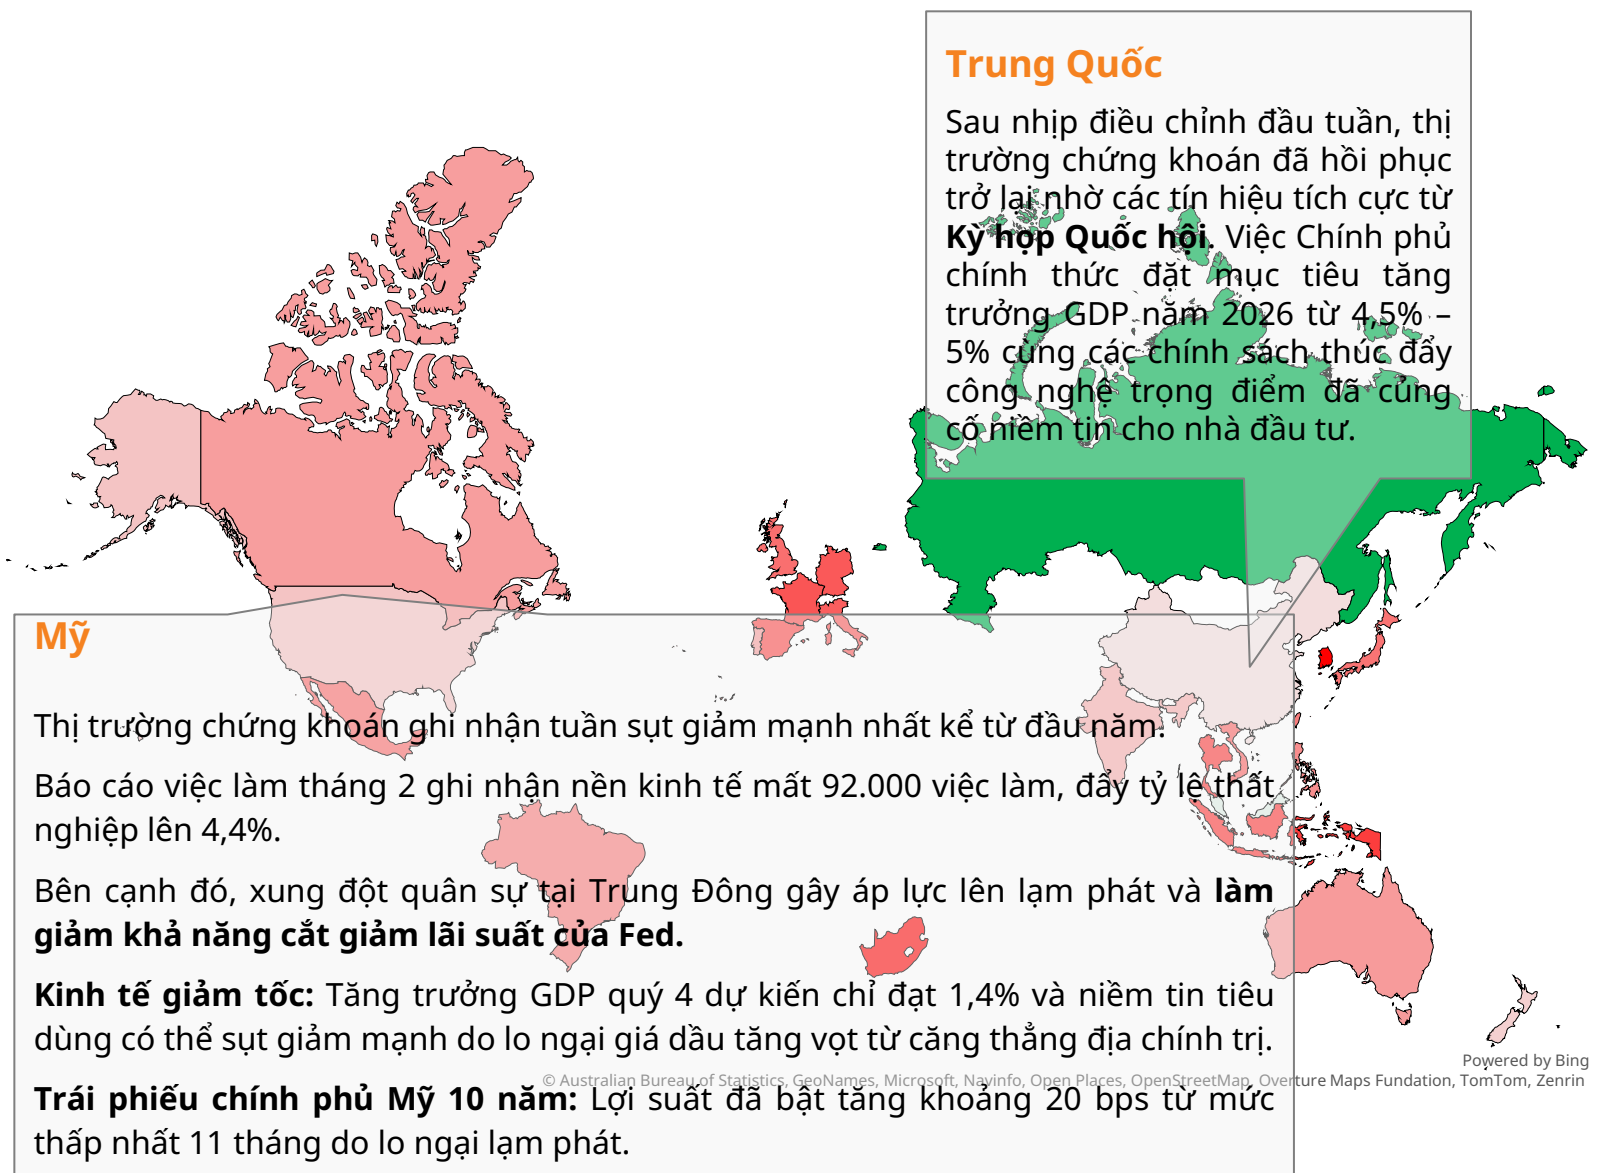 Trung Quốc
Sau nhịp điều chỉnh đầu tuần, thị
trường chứng khoán đã hồi phục
trở lại nhờ các tín hiệu tích cực từ
Kỳ họp Quốc hội. Việc Chính phủ
chính thức đặt mục tiêu tăng
trưởng GDP năm 2026 từ 4,5% –
5% cùng các chính sách thúc đẩy
công nghệ trọng điểm đã củng
cố niềm tin cho nhà đầu tư.
Mỹ
Thị trường chứng khoán ghi nhận tuần sụt giảm mạnh nhất kể từ đầu năm.
Báo cáo việc làm tháng 2 ghi nhận nền kinh tế mất 92.000 việc làm, đẩy tỷ lệ thất
nghiệp lên 4,4%.
Bên cạnh đó, xung đột quân sự tại Trung Đông gây áp lực lên lạm phát và làm
giảm khả năng cắt giảm lãi suất của Fed.
Kinh tế giảm tốc: Tăng trưởng GDP quý 4 dự kiến chỉ đạt 1,4% và niềm tin tiêu
dùng có thể sụt giảm mạnh do lo ngại giá dầu tăng vọt từ căng thẳng địa chính trị.
Powered by Bing
© Australian Bureau of Statistics, GeoNames, Microsoft, Navinfo, Open Places, OpenStreetMap, Overture Maps Fundation, TomTom, Zenrin
Trái phiếu chính phủ Mỹ 10 năm: Lợi suất đã bật tăng khoảng 20 bps từ mức
thấp nhất 11 tháng do lo ngại lạm phát.